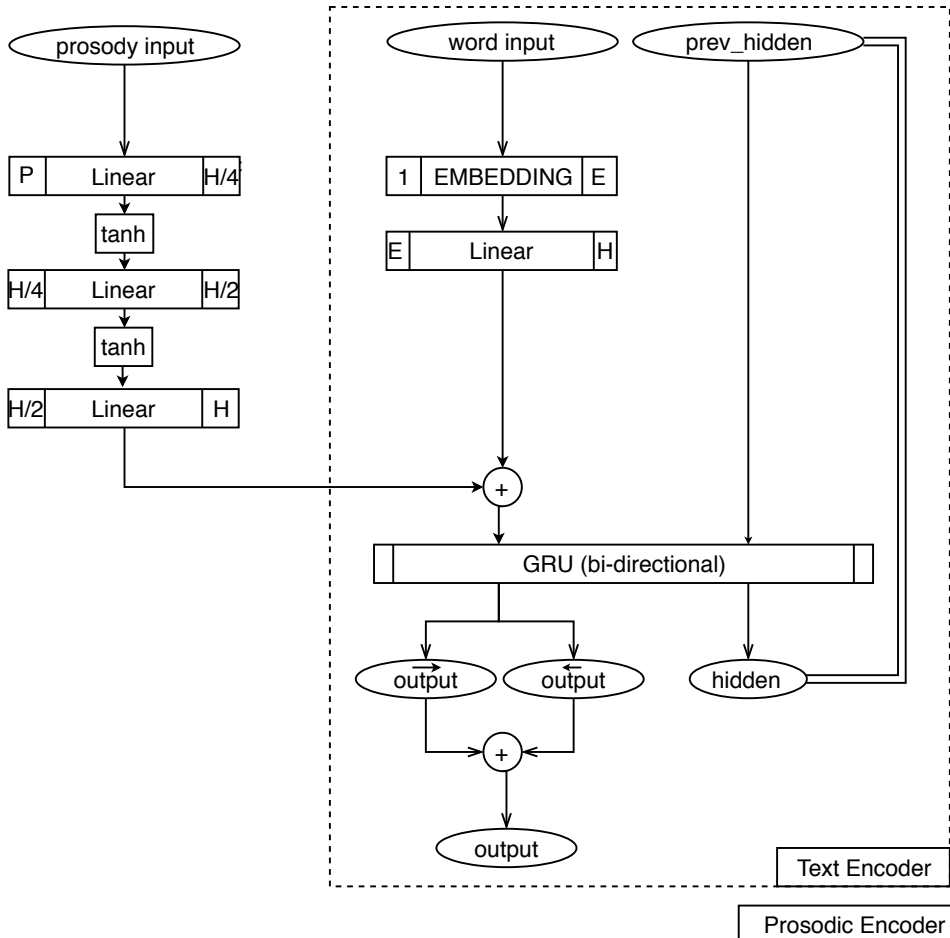 prosody input
word input
prev_hidden
P Linear H/4
1 EMBEDDING E
tanh
E Linear H
H/4 Linear H/2
tanh
H/2 Linear H
+
GRU (bi-directional)
output
output
hidden
+
output
Text Encoder
Prosodic Encoder